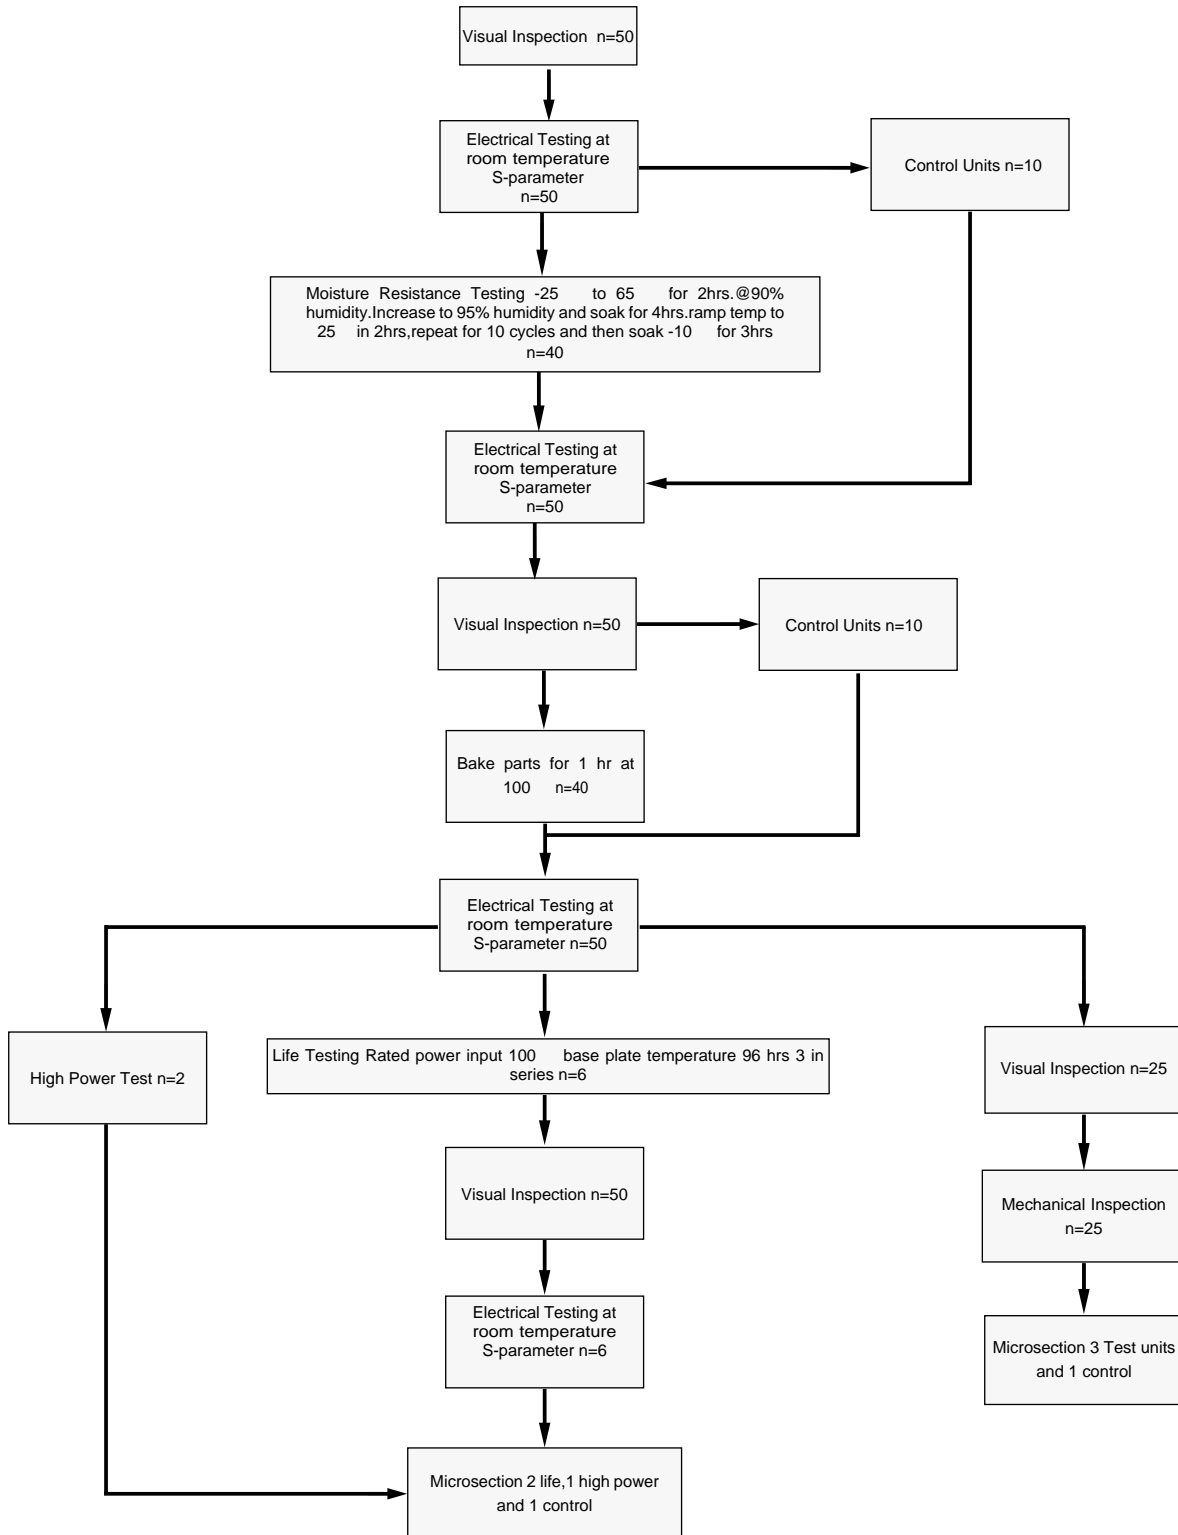 Visual Inspection n=50
Electrical Testing at
room temperature
S-parameter
n=50
Control Units n=10
Moisture Resistance Testing -25 to 65 for 2hrs.@90%
humidity.Increase to 95% humidity and soak for 4hrs.ramp temp to
25 in 2hrs,repeat for 10 cycles and then soak -10 for 3hrs
n=40
Electrical Testing at
room temperature
S-parameter
n=50
Visual Inspection n=50
Control Units n=10
Bake parts for 1 hr at
100 n=40
Electrical Testing at
room temperature
S-parameter n=50
High Power Test n=2
Life Testing Rated power input 100 base plate temperature 96 hrs 3 in
series n=6
Visual Inspection n=25
Visual Inspection n=50
Mechanical Inspection
n=25
Electrical Testing at
room temperature
S-parameter n=6
Microsection 3 Test units
and 1 control
Microsection 2 life,1 high power
and 1 control